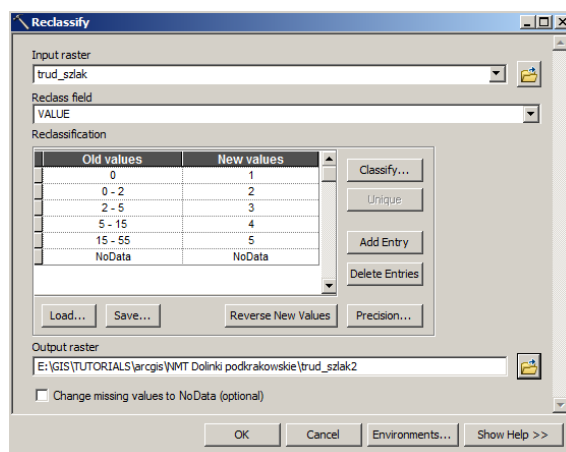 Reclassify
Input raster
trud_szlak
Reclass field
VALUE
Reclassification
Old values New values
0 1
0 - 2 2
2 - 5 3
5 - 15 4
15 - 55 5
NoData NoData
Classify...
Unique
Add Entry
Delete Entries
Load... Save... Reverse New Values Precision...
Output raster
E:\GIS\TUTORIALS\arcgis\NMT Dolinki podkrakowskie\trud_szlak2
Change missing values to NoData (optional)
OK Cancel Environments... Show Help >>